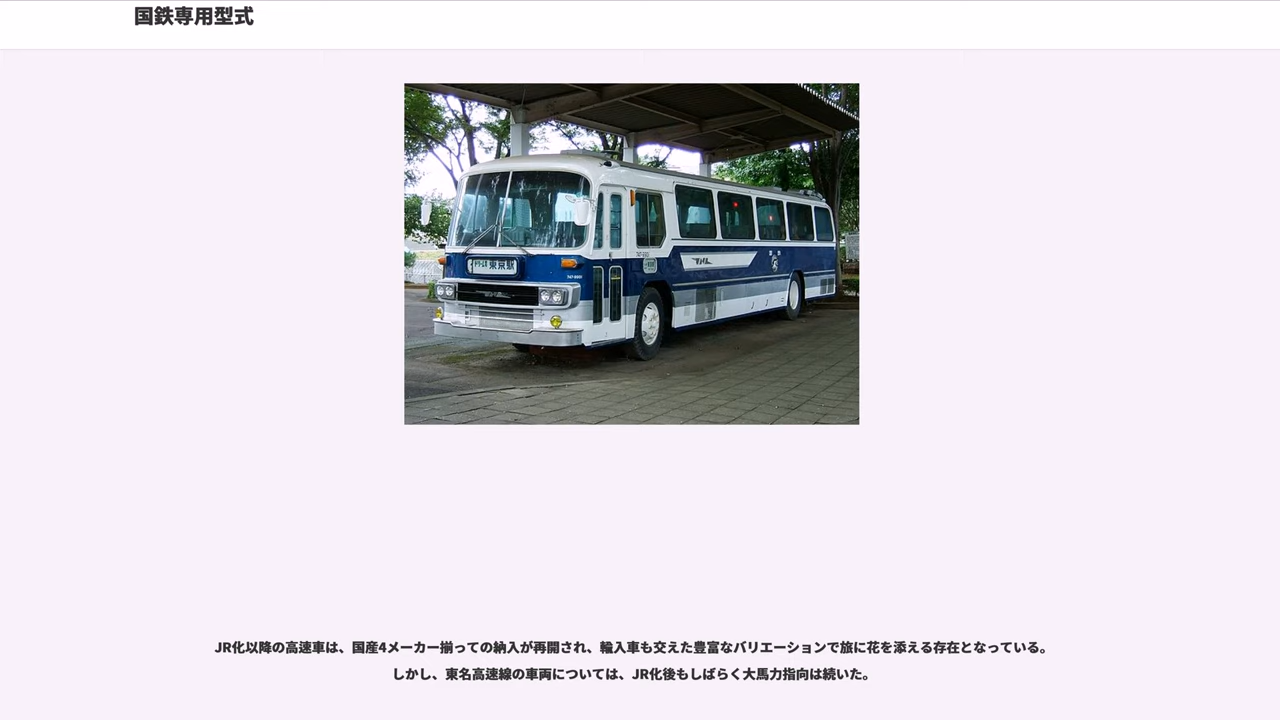 国鉄専用型式
東京駅
747-8901
JR化以降の高速車は、国産4メーカー揃っての納入が再開され、輸入車も交えた豊富なバリエーションで旅に花を添える存在となっている。
しかし、東名高速線の車両については、JR化後もしばらく大馬力指向は続いた。